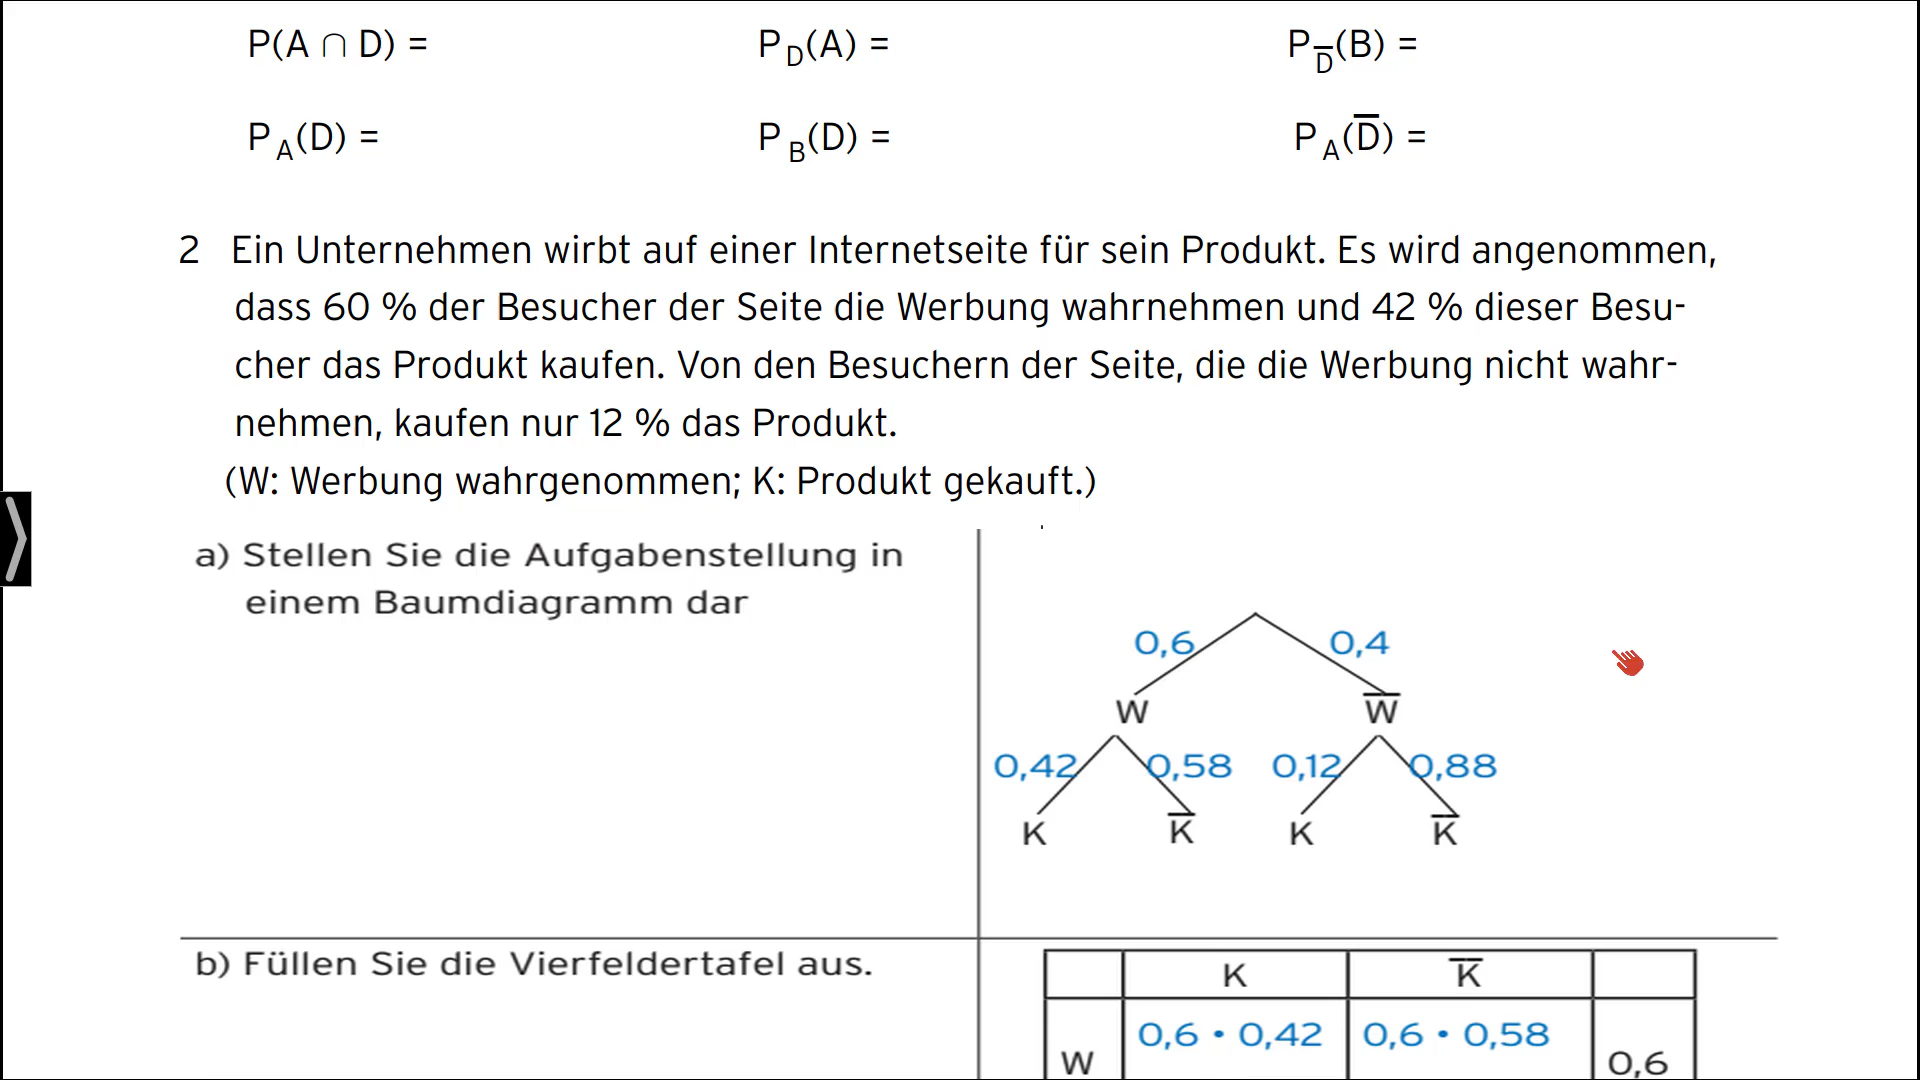 P(A ∩ D) = P_D(A) = P_D̅(B) =
P_A(D) = P_B(D) = P_A(D̅) =
2 Ein Unternehmen wirbt auf einer Internetseite für sein Produkt. Es wird angenommen,
dass 60 % der Besucher der Seite die Werbung wahrnehmen und 42 % dieser Besu-
cher das Produkt kaufen. Von den Besuchern der Seite, die die Werbung nicht wahr-
nehmen, kaufen nur 12 % das Produkt.
(W: Werbung wahrgenommen; K: Produkt gekauft.)
a) Stellen Sie die Aufgabenstellung in
einem Baumdiagramm dar
0,6 0,4
W W̅
0,42 0,58 0,12 0,88
K K̅ K K̅
b) Füllen Sie die Vierfeldertafel aus.
K K̅
0,6 • 0,42 0,6 • 0,58
W 0,6